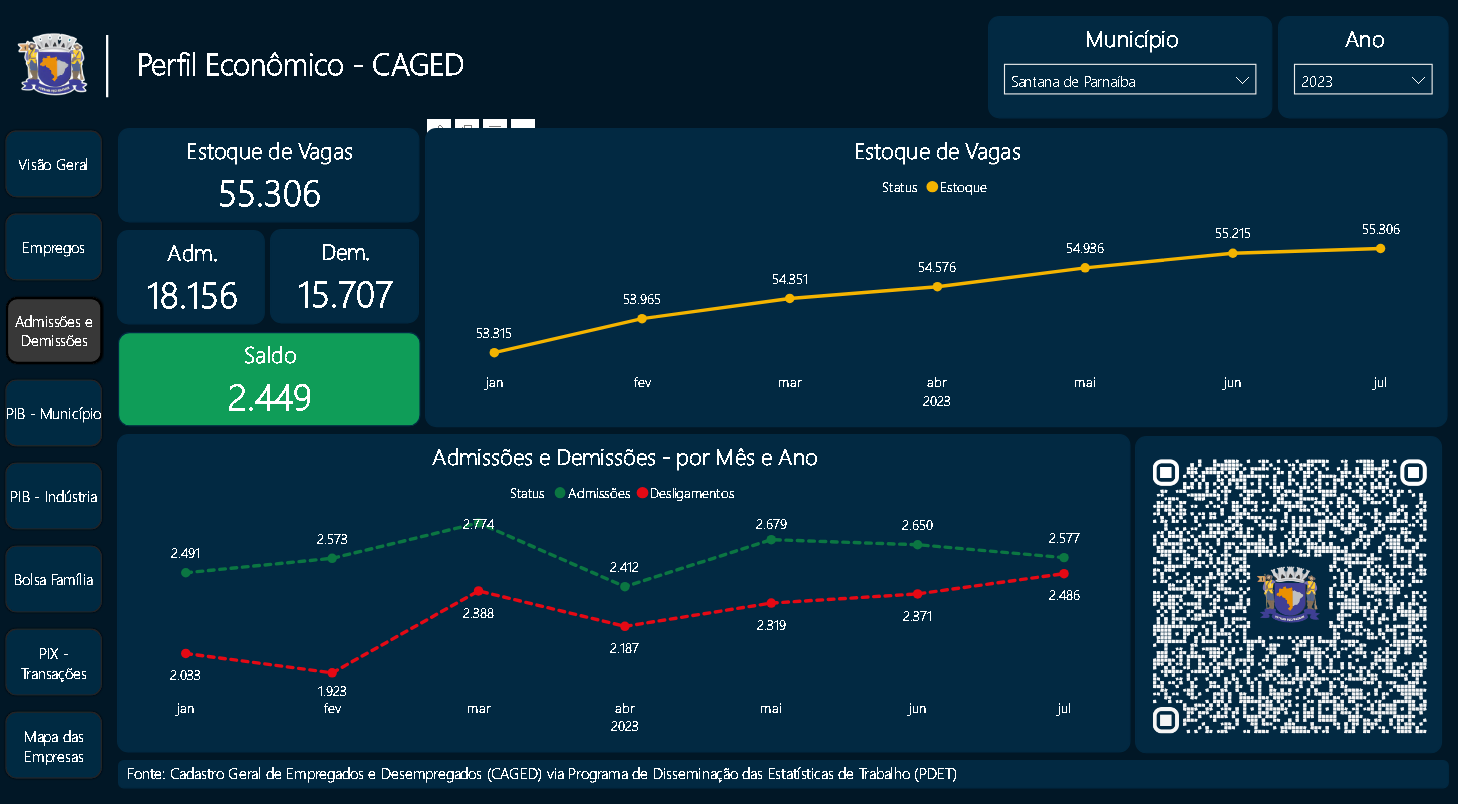 Perfil Econômico - CAGED
Município
Santana de Parnaíba
Ano
2023
Visão Geral
Empregos
Admissões e
Demissões
PIB - Município
PIB - Indústria
Bolsa Família
PIX -
Transações
Mapa das
Empresas
Estoque de Vagas
55.306
Adm.
18.156
Dem.
15.707
Saldo
2.449
Estoque de Vagas
Status Estoque
53.315
53.965
54.351
54.576
54.936
55.215
55.306
jan fev mar abr mai jun jul
2023
Admissões e Demissões - por Mês e Ano
Status Admissões Desligamentos
2.491
2.573
2.774
2.412
2.679
2.650
2.577
2.033
1.923
2.388
2.187
2.319
2.371
2.486
jan fev mar abr mai jun jul
2023
Fonte: Cadastro Geral de Empregados e Desempregados (CAGED) via Programa de Disseminação das Estatísticas de Trabalho (PDET)